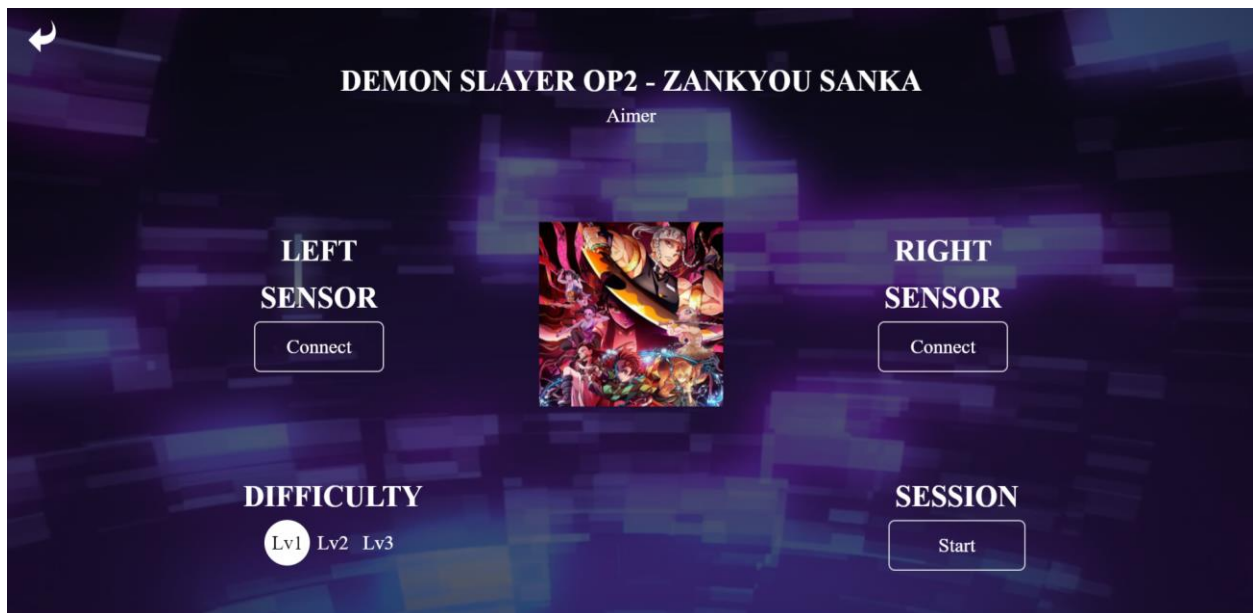 DEMON SLAYER OP2 - ZANKYOU SANKA
Aimer
LEFT
SENSOR
Connect
RIGHT
SENSOR
Connect
DIFFICULTY
Lv1 Lv2 Lv3
SESSION
Start